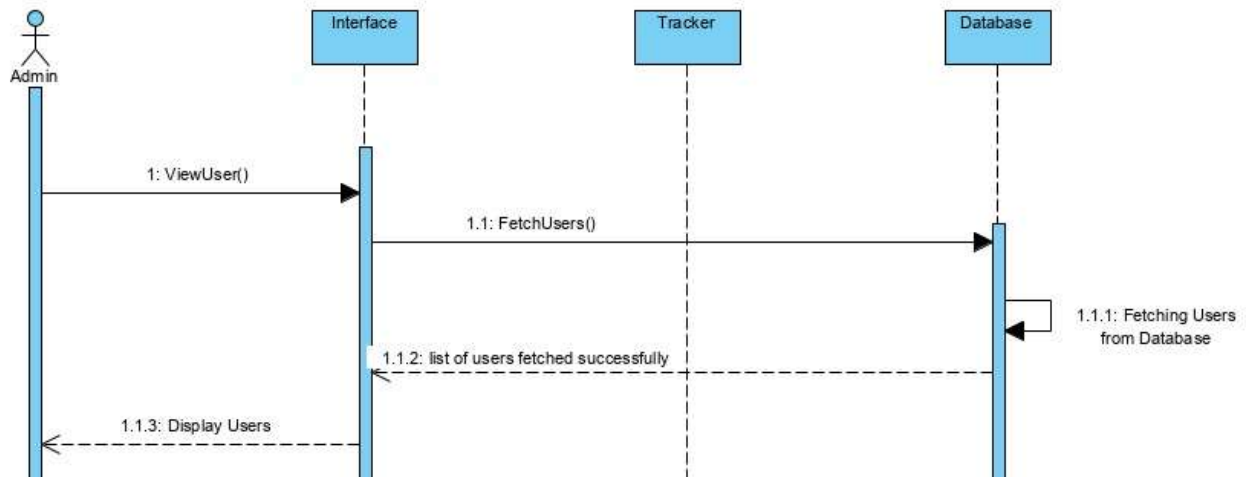 Interface
Tracker
Database
Admin
1: ViewUser()
1.1: FetchUsers()
1.1.1: Fetching Users
from Database
1.1.2: list of users fetched successfully
1.1.3: Display Users